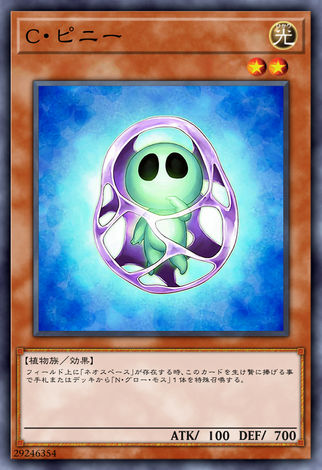 C・ピニー
光
【植物族／効果】
フィールド上に「ネオスペース」が存在する時、このカードを生け贄に捧げる事
で手札またはデッキから「N・グロー・モス」１体を特殊召喚する。
ATK/ 100 DEF/ 700
29246354